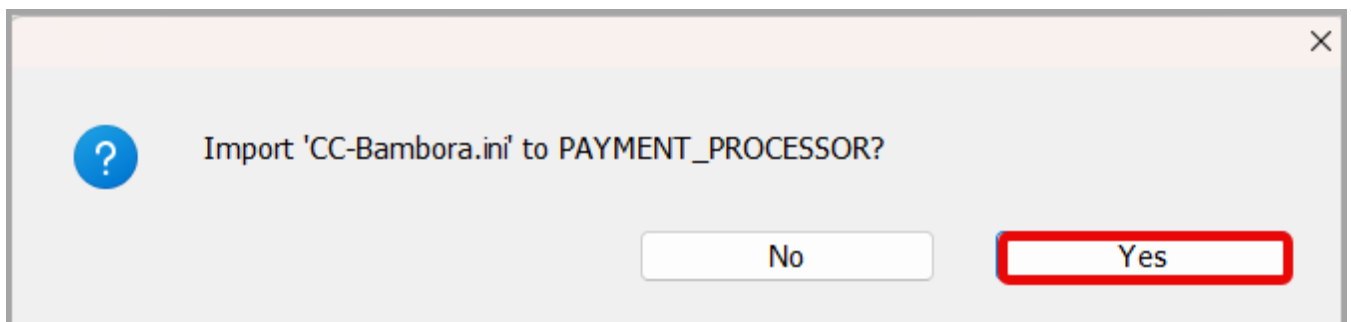 Import 'CC-Bambora.ini' to PAYMENT_PROCESSOR?
No
Yes